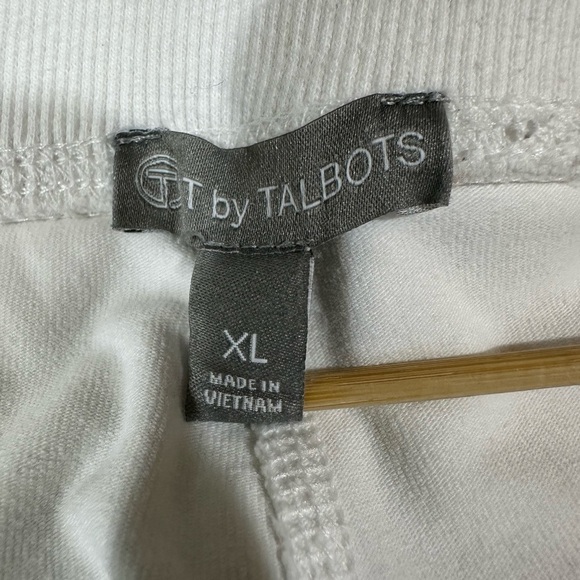 T by TALBOTS
XL
MADE IN
VIETNAM